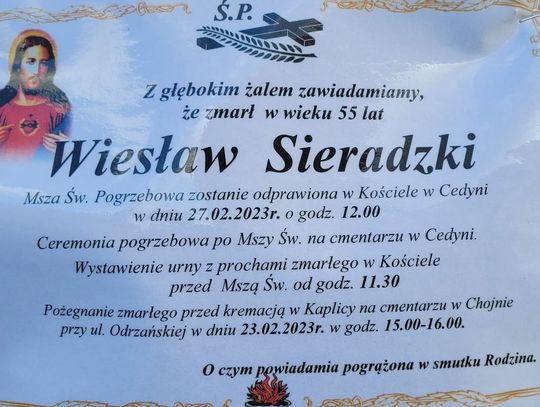 Ś.P.
Z głębokim żalem zawiadamiamy,
że zmarł w wieku 55 lat
Wiesław Sieradzki
Msza Św. Pogrzebowa zostanie odprawiona w Kościele w Cedyni
w dniu 27.02.2023r. o godz. 12.00
Ceremonia pogrzebowa po Mszy Św. na cmentarzu w Cedyni.
Wystawienie urny z prochami zmarłego w Kościele
przed Mszą Św. od godz. 11.30
Pożegnanie zmarłego przed kremacją w Kaplicy na cmentarzu w Chojnie
przy ul. Odrzańskiej w dniu 23.02.2023r. w godz. 15.00-16.00.
O czym powiadamia pogrążona w smutku Rodzina.